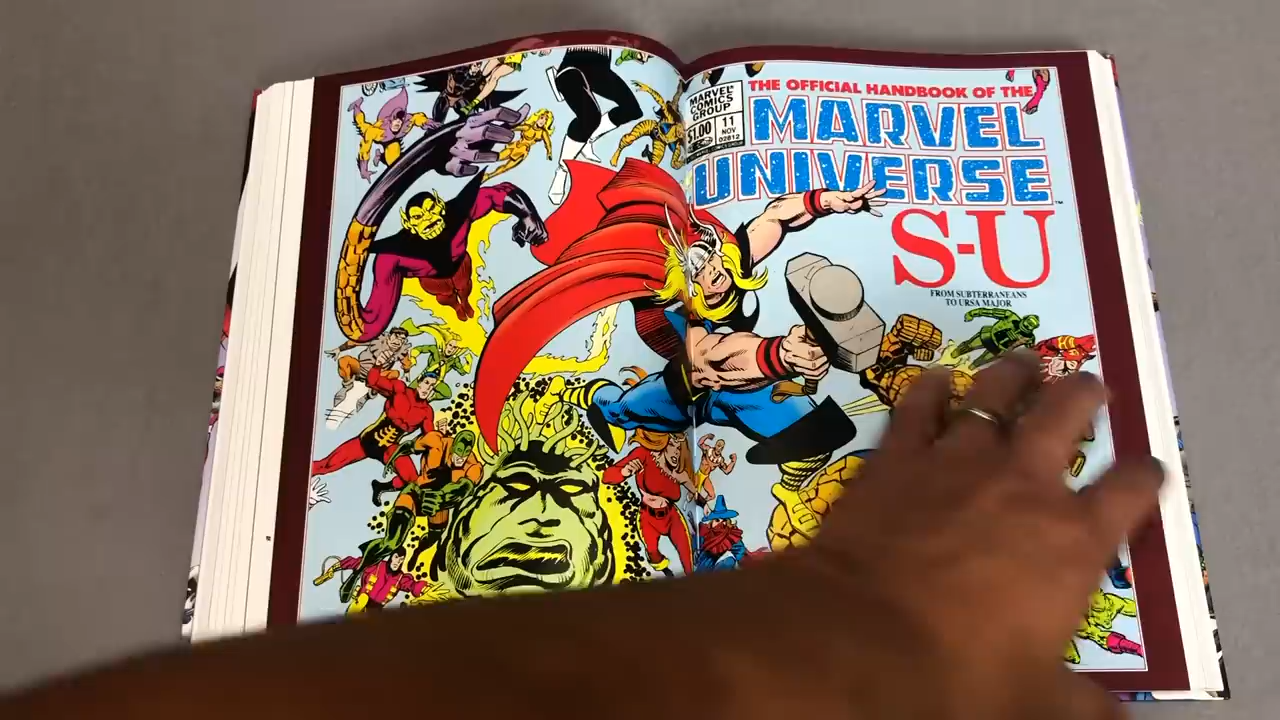 MARVEL®
COMICS
GROUP
$1.00
11
NOV
02812
THE OFFICIAL HANDBOOK OF THE
MARVEL
UNIVERSE™
S-U
FROM SUBTERRANEANS
TO URSA MAJOR